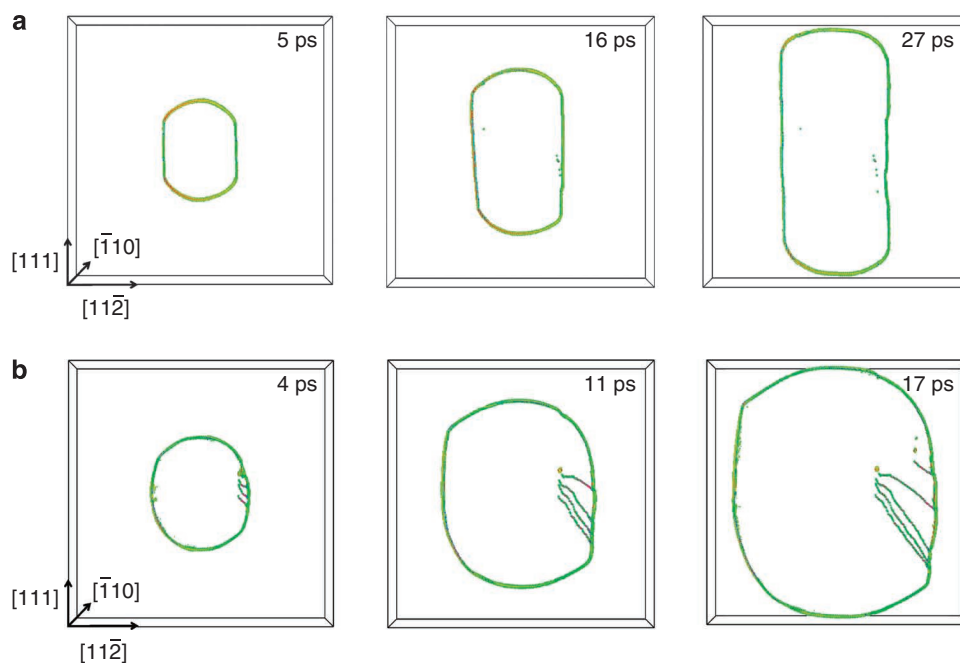 a
5 ps
16 ps
27 ps
[111]
[1̅10]
[112̅]
b
4 ps
11 ps
17 ps
[111]
[1̅10]
[112̅]